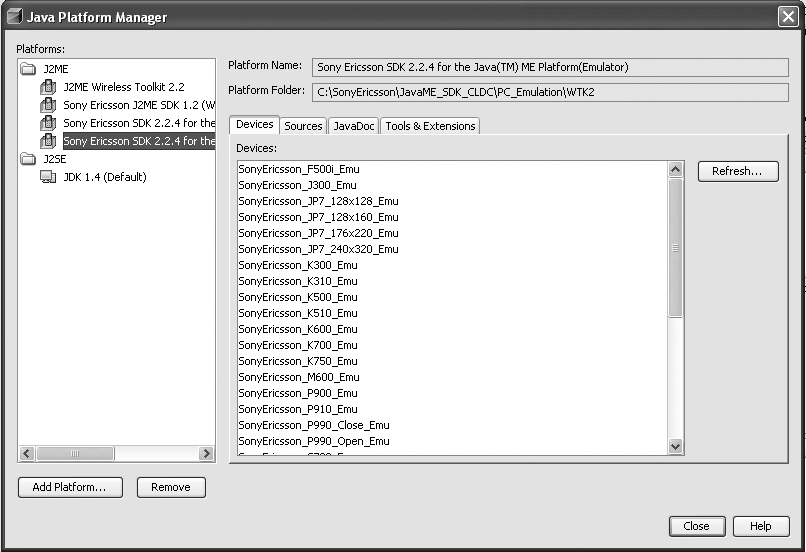 Java Platform Manager
Platforms:
J2ME
J2ME Wireless Toolkit 2.2
Sony Ericsson J2ME SDK 1.2 (W
Sony Ericsson SDK 2.2.4 for the
Sony Ericsson SDK 2.2.4 for the
J2SE
JDK 1.4 (Default)
Add Platform...
Remove
Platform Name:
Sony Ericsson SDK 2.2.4 for the Java(TM) ME Platform(Emulator)
Platform Folder:
C:\SonyEricsson\JavaME_SDK_CLDC\PC_Emulation\WTK2
Devices
Sources
JavaDoc
Tools & Extensions
Devices:
SonyEricsson_F500i_Emu
SonyEricsson_J300_Emu
SonyEricsson_JP7_128x128_Emu
SonyEricsson_JP7_128x160_Emu
SonyEricsson_JP7_176x220_Emu
SonyEricsson_JP7_240x320_Emu
SonyEricsson_K300_Emu
SonyEricsson_K310_Emu
SonyEricsson_K500_Emu
SonyEricsson_K510_Emu
SonyEricsson_K600_Emu
SonyEricsson_K700_Emu
SonyEricsson_K750_Emu
SonyEricsson_M600_Emu
SonyEricsson_P900_Emu
SonyEricsson_P910_Emu
SonyEricsson_P990_Close_Emu
SonyEricsson_P990_Open_Emu
Refresh...
Close
Help